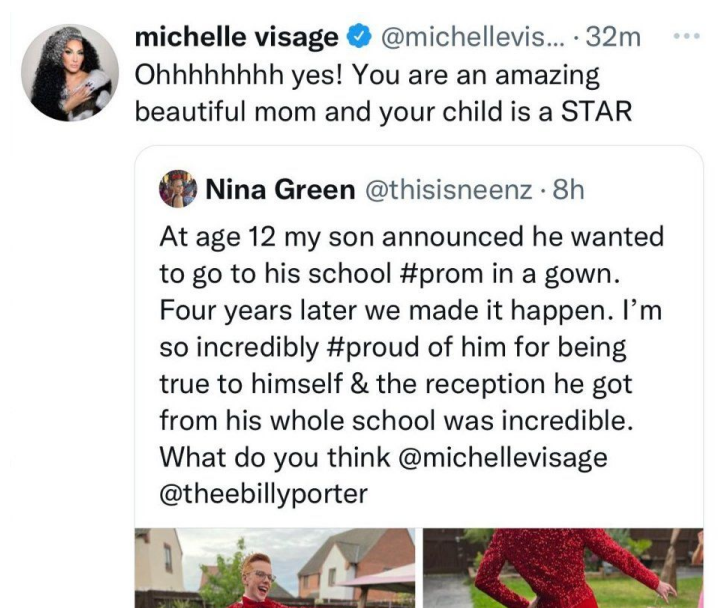 michelle visage @michellevis... · 32m
Ohhhhhhhh yes! You are an amazing
beautiful mom and your child is a STAR
Nina Green @thisisneenz · 8h
At age 12 my son announced he wanted
to go to his school #prom in a gown.
Four years later we made it happen. I’m
so incredibly #proud of him for being
true to himself & the reception he got
from his whole school was incredible.
What do you think @michellevisage
@theebillyporter